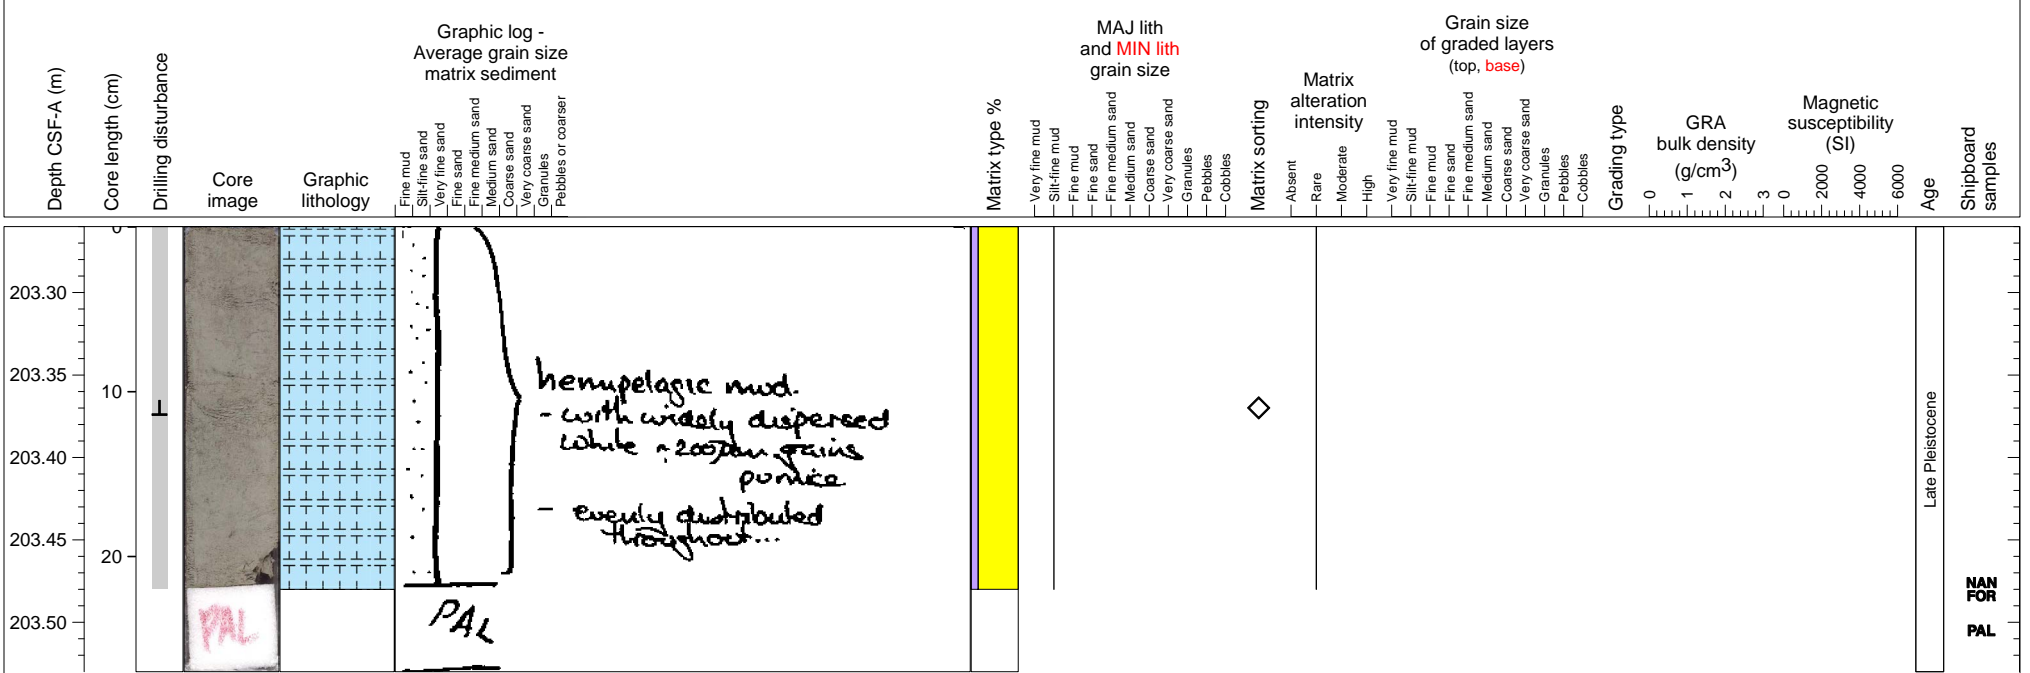 Depth CSF-A (m)
Core length (cm)
Drilling disturbance
Core
image
Graphic
lithology
Graphic log -
Average grain size
matrix sediment
Fine mud
Silt-fine sand
Very fine sand
Fine sand
Fine medium sand
Medium sand
Coarse sand
Very coarse sand
Granules
Pebbles or coarser
Matrix type %
MAJ lith
and MIN lith
grain size
Very fine mud
Silt-fine mud
Fine mud
Fine sand
Fine medium sand
Medium sand
Coarse sand
Very coarse sand
Granules
Pebbles
Cobbles
Matrix sorting
Matrix
alteration
intensity
Absent
Rare
Moderate
High
Grain size
of graded layers
(top, base)
Very fine mud
Silt-fine mud
Fine mud
Fine sand
Fine medium sand
Medium sand
Coarse sand
Very coarse sand
Granules
Pebbles
Cobbles
Grading type
GRA
bulk density
(g/cm3)
0 1 2 3
Magnetic
susceptibility
(SI)
0 2000 4000 6000
Age
Shipboard
samples
0
203.30
203.35
10
203.40
203.45
20
203.50
hemipelagic mud.
- with widely dispersed
white ~200µm grains
pumice
- evenly distributed
throughout...
PAL
PAL
Late Pleistocene
NAN
FOR
PAL